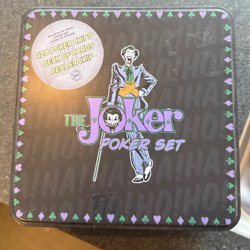 120 POKER CHIPS
DECK OF CARDS
DEALER CHIP
THE JOKER
POKER SET